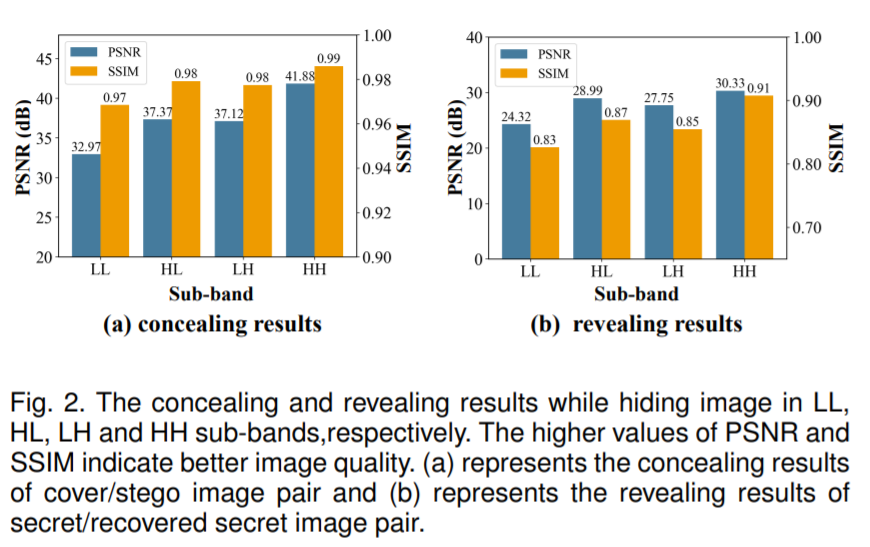 PSNR
SSIM
PSNR (dB)
45
40
35
30
25
20
32.97
0.97
37.37
0.98
37.12
0.98
41.88
0.99
1.00
0.98
0.96
0.94
0.92
0.90
SSIM
LL HL LH HH
Sub-band
(a) concealing results
PSNR
SSIM
PSNR (dB)
40
30
20
10
0
24.32
0.83
28.99
0.87
27.75
0.85
30.33
0.91
1.00
0.90
0.80
0.70
SSIM
LL HL LH HH
Sub-band
(b) revealing results
Fig. 2. The concealing and revealing results while hiding image in LL,
HL, LH and HH sub-bands,respectively. The higher values of PSNR and
SSIM indicate better image quality. (a) represents the concealing results
of cover/stego image pair and (b) represents the revealing results of
secret/recovered secret image pair.